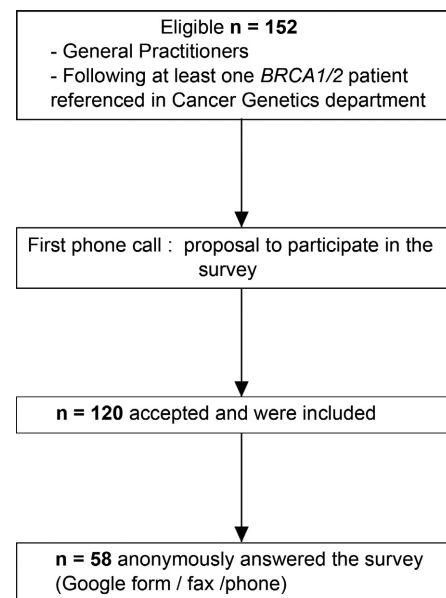 Eligible n = 152
- General Practitioners
- Following at least one BRCA1/2 patient
referenced in Cancer Genetics department
First phone call : proposal to participate in the
survey
n = 120 accepted and were included
n = 58 anonymously answered the survey
(Google form / fax /phone)